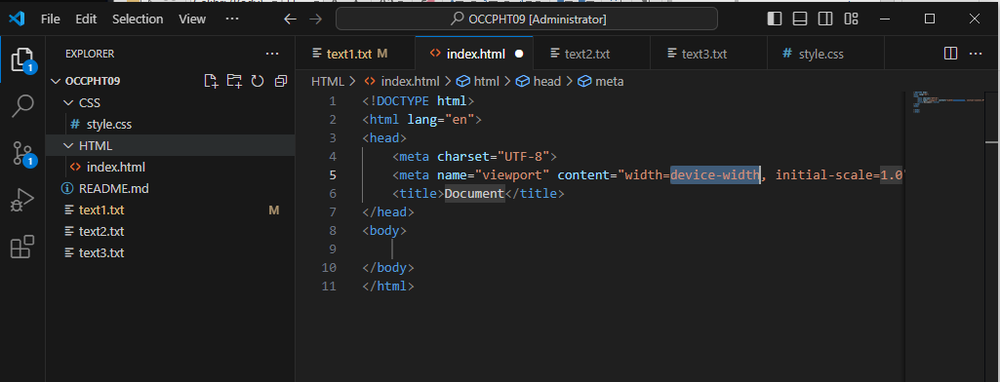 File Edit Selection View ··· OCCPHT09 [Administrator]
EXPLORER
OCCPHT09
CSS
# style.css
HTML
<> index.html
README.md
text1.txt M
text2.txt
text3.txt
1
1
text1.txt M <> index.html text2.txt text3.txt # style.css ···
HTML > <> index.html > html > head > meta
1 <!DOCTYPE html>
2 <html lang="en">
3 <head>
4 <meta charset="UTF-8">
5 <meta name="viewport" content="width=device-width, initial-scale=1.0"
6 <title>Document</title>
7 </head>
8 <body>
9
10 </body>
11 </html>